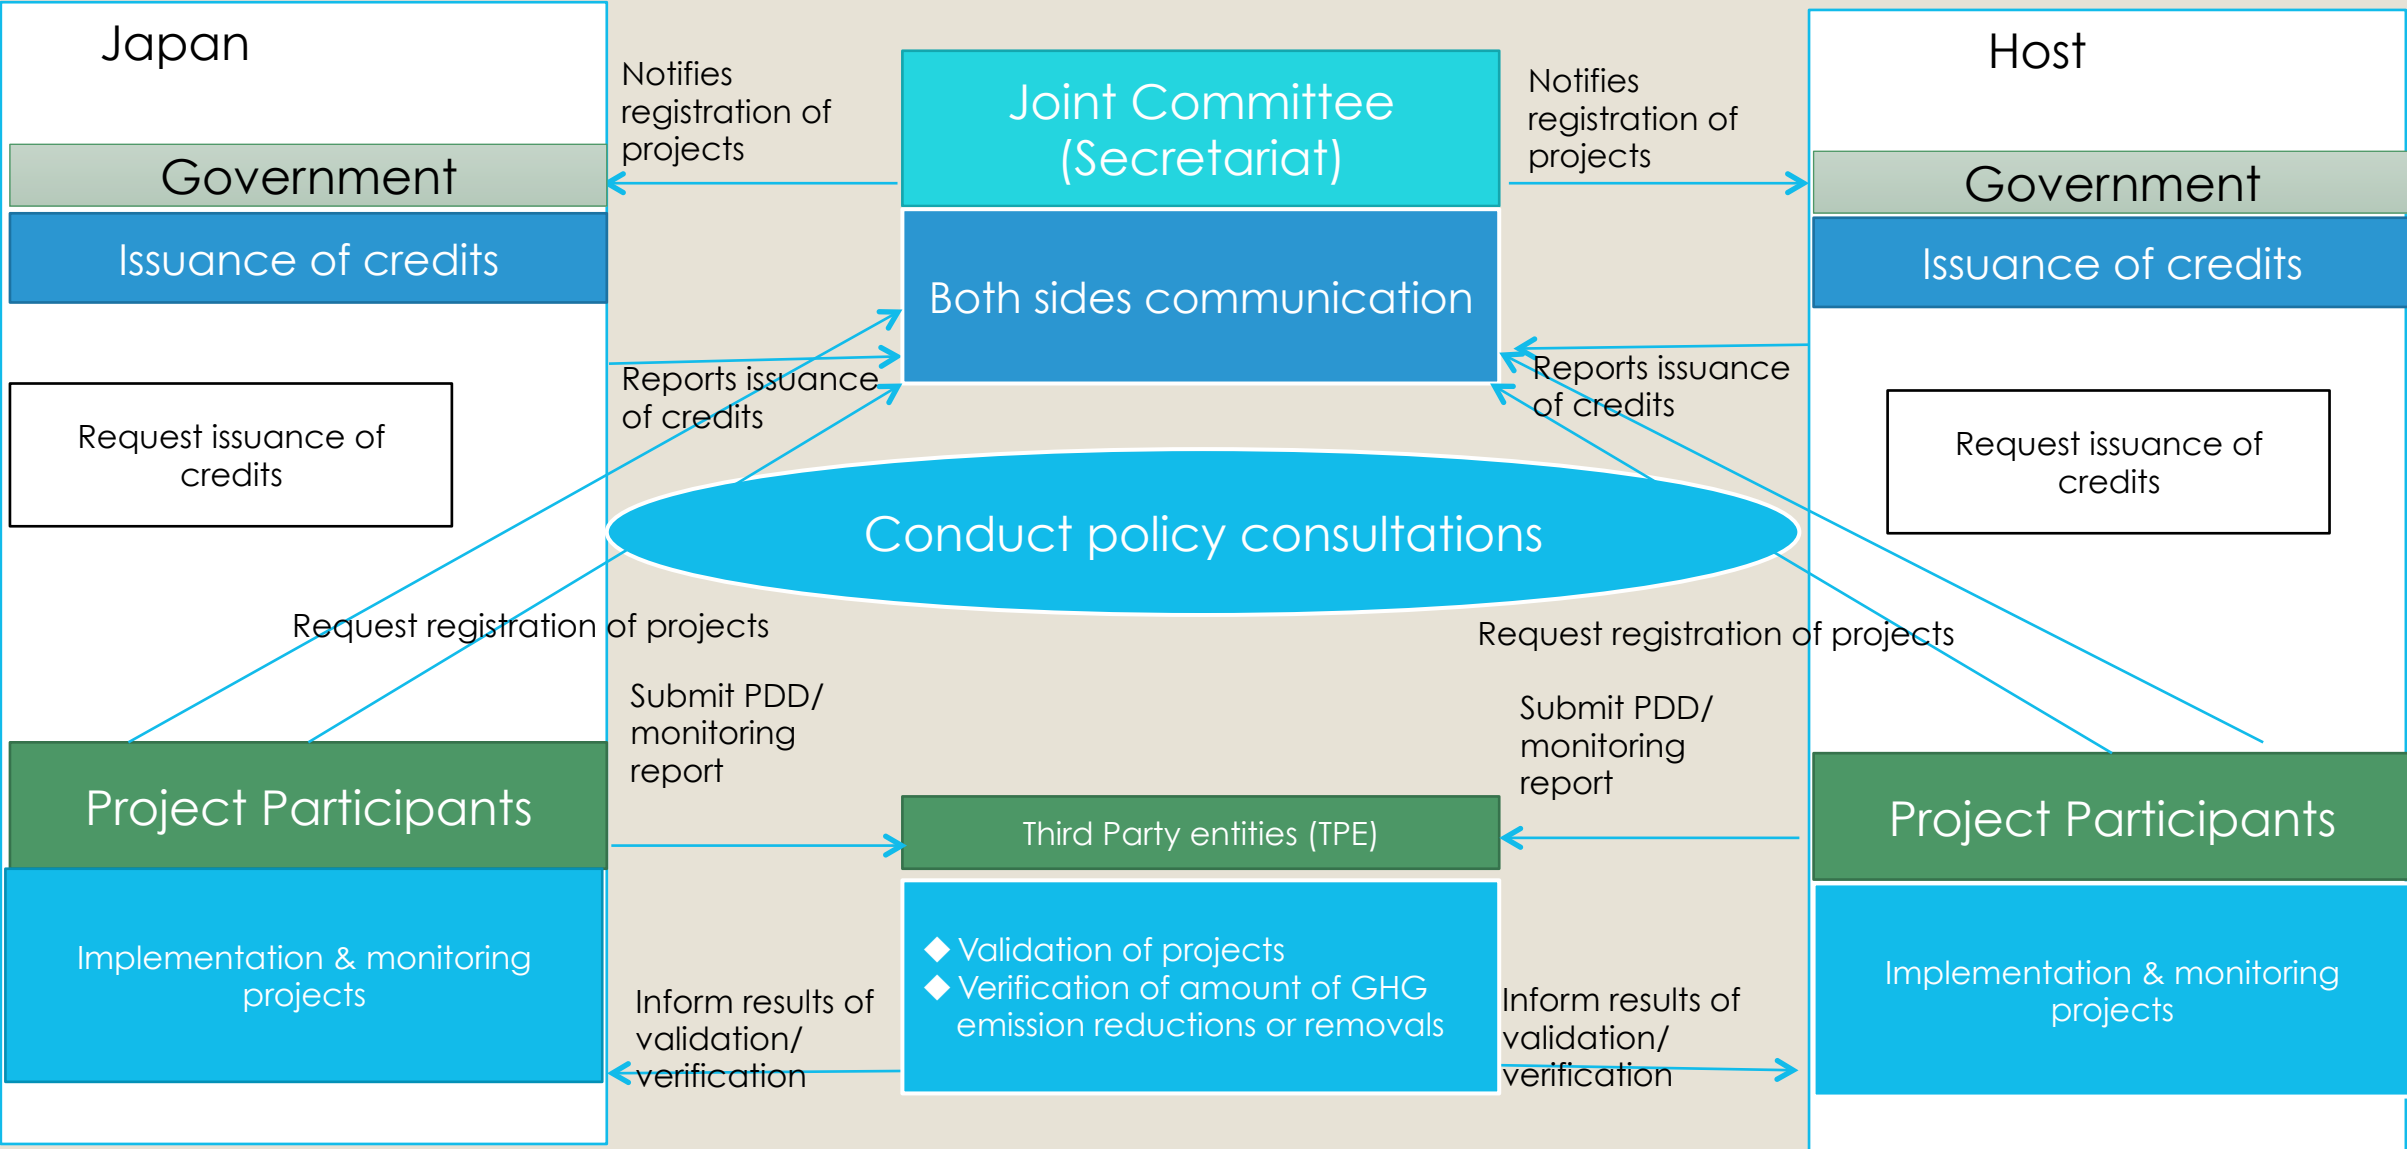 Japan
Host
Notifies
registration of
projects
Joint Committee
(Secretariat)
Notifies
registration of
projects
Government
Government
Issuance of credits
Both sides communication
Issuance of credits
Reports issuance
of credits
Reports issuance
of credits
Request issuance of
credits
Request issuance of
credits
Conduct policy consultations
Request registration of projects
Request registration of projects
Submit PDD/
monitoring
report
Submit PDD/
monitoring
report
Project Participants
Third Party entities (TPE)
Project Participants
Implementation & monitoring
projects
◆ Validation of projects
◆ Verification of amount of GHG
emission reductions or removals
Implementation & monitoring
projects
Inform results of
validation/
verification
Inform results of
validation/
verification